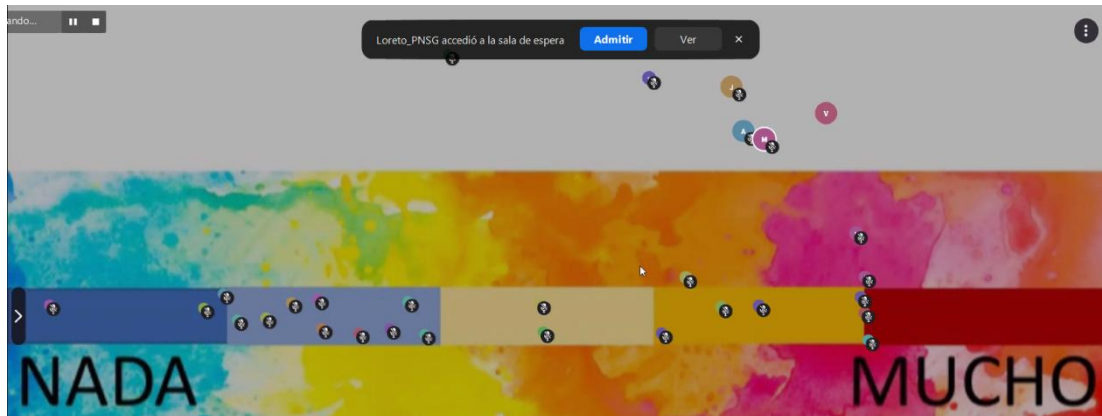 ando...
Loreto_PNSG accedió a la sala de espera
Admitir
Ver
J
V
A
M
NADA
MUCHO